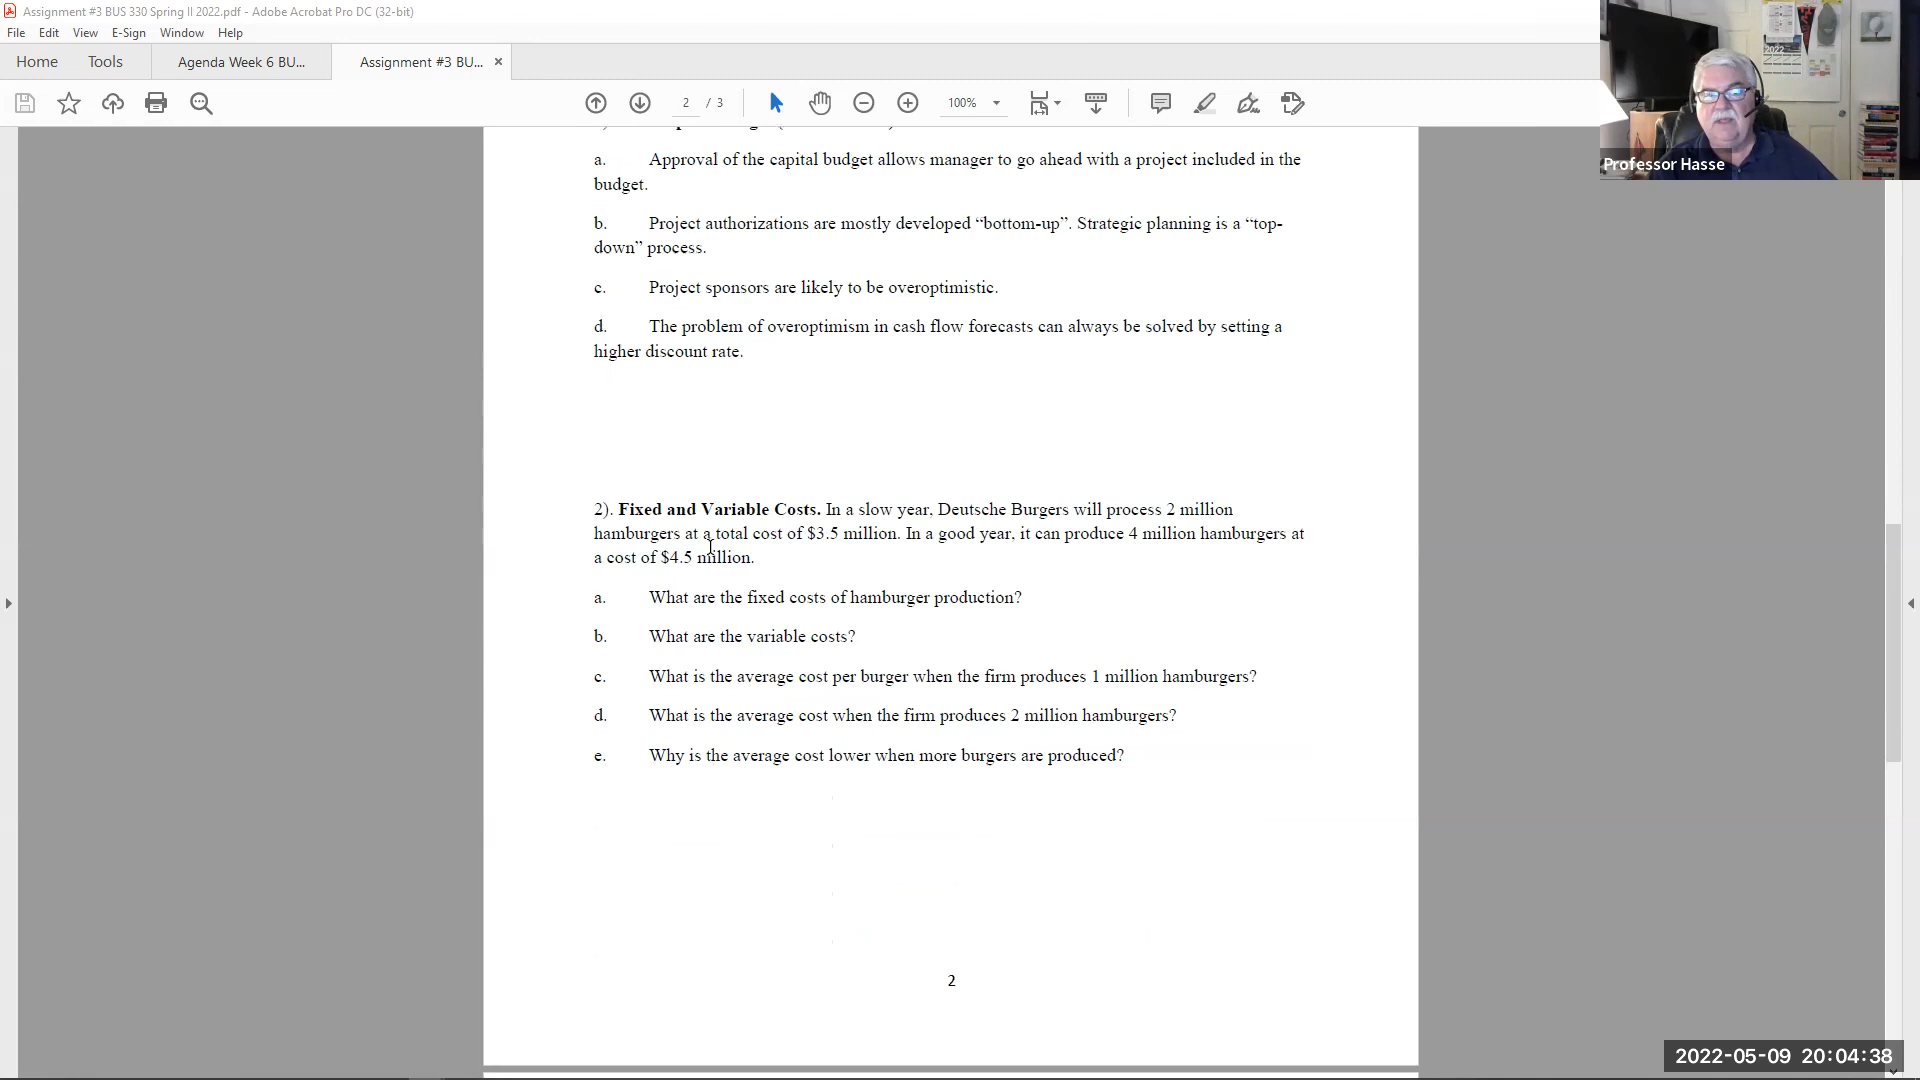 Assignment #3 BUS 330 Spring II 2022.pdf - Adobe Acrobat Pro DC (32-bit)
File Edit View E-Sign Window Help
Home Tools Agenda Week 6 BU... Assignment #3 BU... ×
2 / 3 100%
2022
Professor Hasse
a. Approval of the capital budget allows manager to go ahead with a project included in the
budget.
b. Project authorizations are mostly developed “bottom-up”. Strategic planning is a “top-
down” process.
c. Project sponsors are likely to be overoptimistic.
d. The problem of overoptimism in cash flow forecasts can always be solved by setting a
higher discount rate.
2). Fixed and Variable Costs. In a slow year, Deutsche Burgers will process 2 million
hamburgers at a total cost of $3.5 million. In a good year, it can produce 4 million hamburgers at
a cost of $4.5 million.
a. What are the fixed costs of hamburger production?
b. What are the variable costs?
c. What is the average cost per burger when the firm produces 1 million hamburgers?
d. What is the average cost when the firm produces 2 million hamburgers?
e. Why is the average cost lower when more burgers are produced?
2
2022-05-09 20:04:38